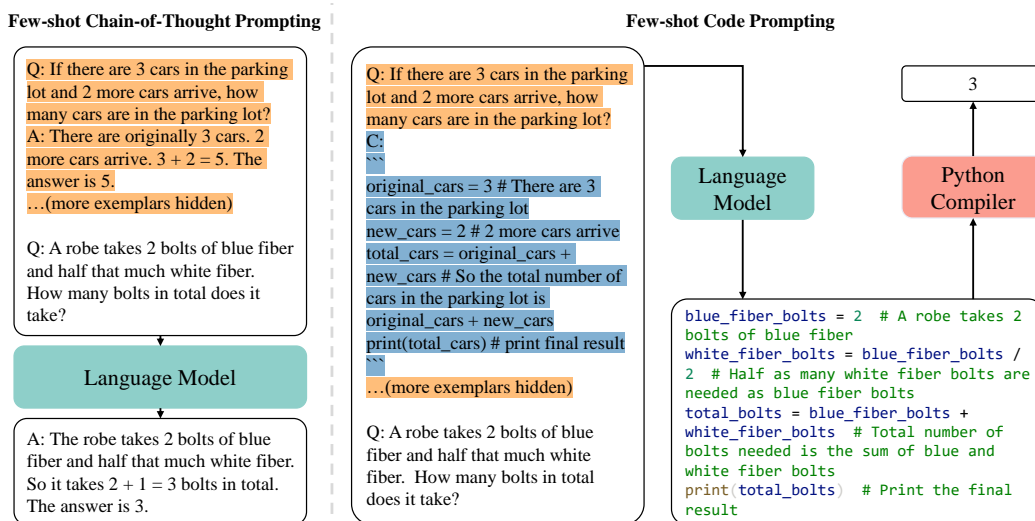 Few-shot Chain-of-Thought Prompting
Q: If there are 3 cars in the parking
lot and 2 more cars arrive, how
many cars are in the parking lot?
A: There are originally 3 cars. 2
more cars arrive. 3 + 2 = 5. The
answer is 5.
…(more exemplars hidden)
Q: A robe takes 2 bolts of blue fiber
and half that much white fiber.
How many bolts in total does it
take?
Language Model
A: The robe takes 2 bolts of blue
fiber and half that much white fiber.
So it takes 2 + 1 = 3 bolts in total.
The answer is 3.
Few-shot Code Prompting
Q: If there are 3 cars in the parking
lot and 2 more cars arrive, how
many cars are in the parking lot?
C:
```
original_cars = 3 # There are 3
cars in the parking lot
new_cars = 2 # 2 more cars arrive
total_cars = original_cars +
new_cars # So the total number of
cars in the parking lot is
original_cars + new_cars
print(total_cars) # print final result
```
…(more exemplars hidden)
Q: A robe takes 2 bolts of blue
fiber and half that much white
fiber.  How many bolts in total
does it take?
Language
Model
blue_fiber_bolts = 2  # A robe takes 2
bolts of blue fiber
white_fiber_bolts = blue_fiber_bolts /
2  # Half as many white fiber bolts are
needed as blue fiber bolts
total_bolts = blue_fiber_bolts +
white_fiber_bolts  # Total number of
bolts needed is the sum of blue and
white fiber bolts
print(total_bolts)  # Print the final
result
Python
Compiler
3